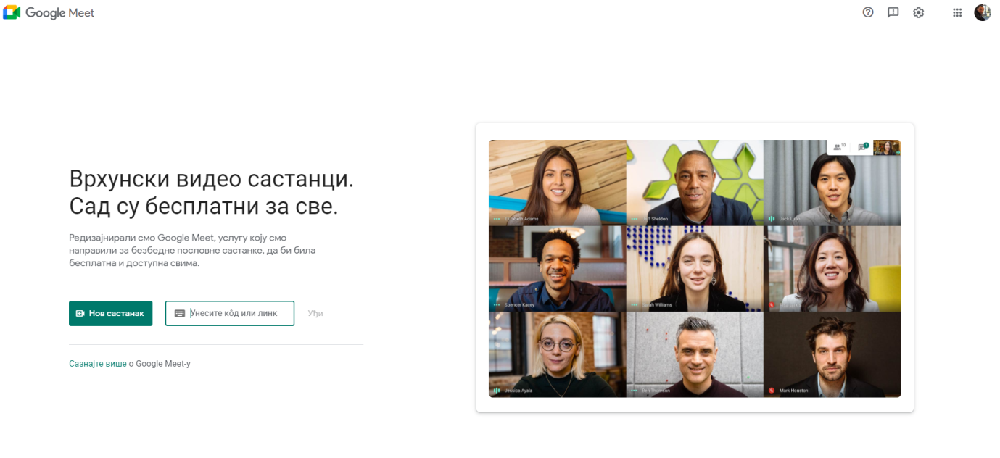 Google Meet
Врхунски видео састанци.
Сад су бесплатни за све.
Редизајнирали смо Google Meet, услугу коју смо
направили за безбедне пословне састанке, да би била
бесплатна и доступна свима.
Нов састанак
Унесите кôд или линк
Уђи
Сазнајте више о Google Meet-у
10
1
Elizabeth Adams
Jeff Sheldon
Jack Luan
Spencer Kacey
Sarah Williams
Jessica Ayala
Ben Thomson
Mark Houston